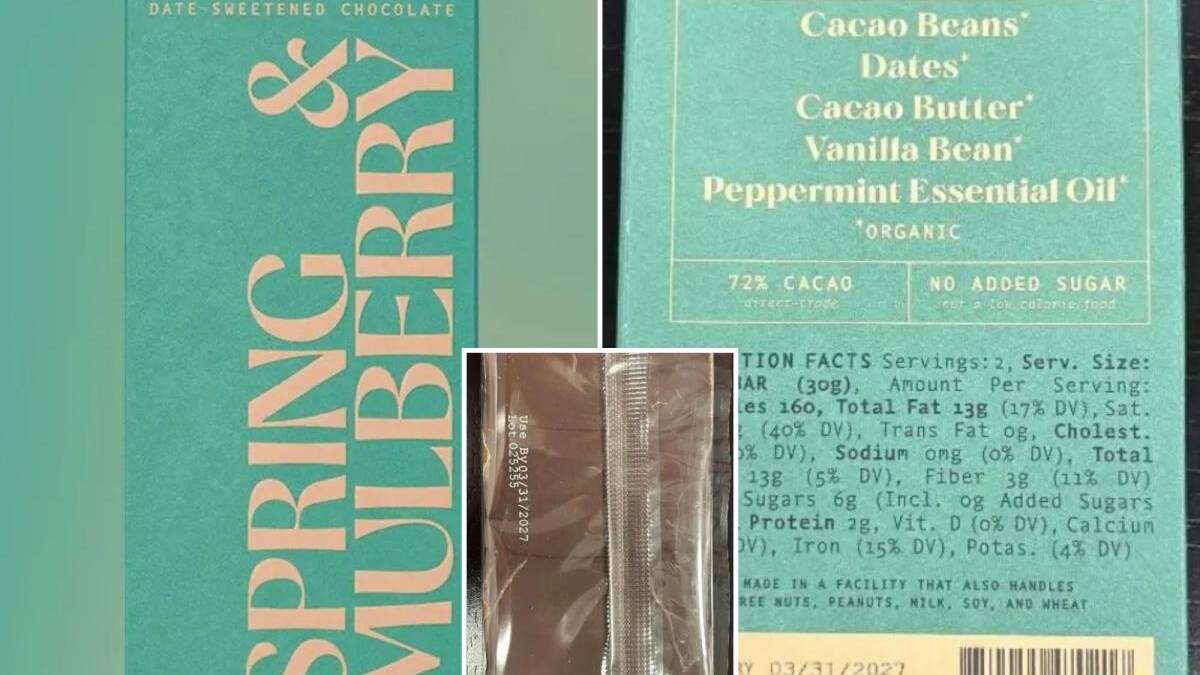 DATE-SWEETENED CHOCOLATE
SPRING &
MULBERRY
Cacao Beans*
Dates*
Cacao Butter*
Vanilla Bean*
Peppermint Essential Oil*
*ORGANIC
72% CACAO
direct-trade
NO ADDED SUGAR
not a low calorie food
TION FACTS Servings: 2, Serv. Size:
BAR (30g), Amount Per Serving:
les 160, Total Fat 13g (17% DV), Sat.
(40% DV), Trans Fat 0g, Cholest.
0% DV), Sodium 0mg (0% DV), Total
13g (5% DV), Fiber 3g (11% DV)
Sugars 6g (Incl. 0g Added Sugars
Protein 2g, Vit. D (0% DV), Calcium
DV), Iron (15% DV), Potas. (4% DV)
MADE IN A FACILITY THAT ALSO HANDLES
REE NUTS, PEANUTS, MILK, SOY, AND WHEAT
BY 03/31/2027
Use By 03/31/2027
Lot 025255